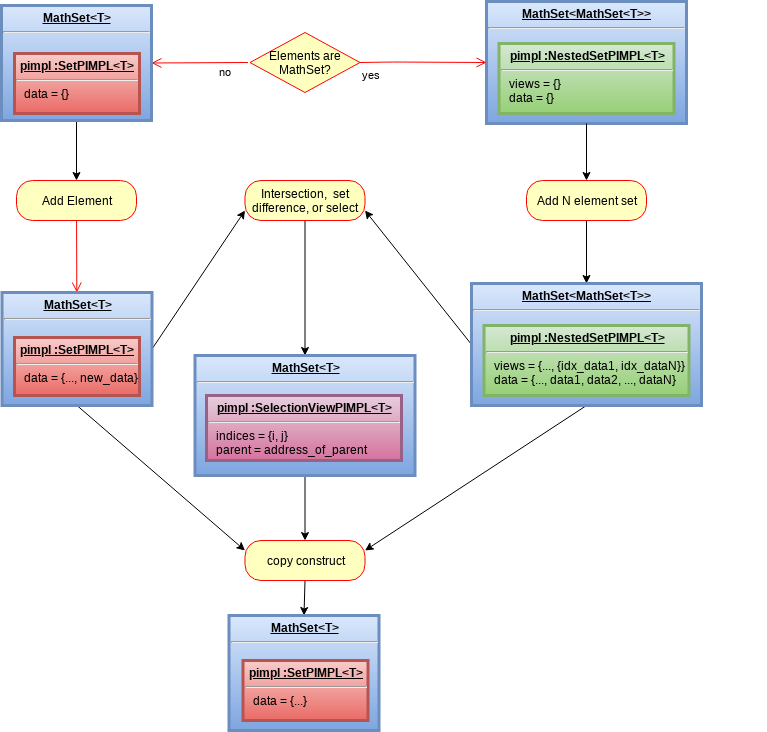 MathSet<T>
pimpl :SetPIMPL<T>
data = {}
Elements are
MathSet?
no
yes
MathSet<MathSet<T>>
pimpl :NestedSetPIMPL<T>
views = {}
data = {}
Add Element
Intersection,  set
difference, or select
Add N element set
MathSet<T>
pimpl :SetPIMPL<T>
data = {..., new_data}
MathSet<MathSet<T>>
pimpl :NestedSetPIMPL<T>
views = {..., {idx_data1, idx_dataN}}
data = {..., data1, data2, ..., dataN}
MathSet<T>
pimpl :SelectionViewPIMPL<T>
indices = {i, j}
parent = address_of_parent
copy construct
MathSet<T>
pimpl :SetPIMPL<T>
data = {...}